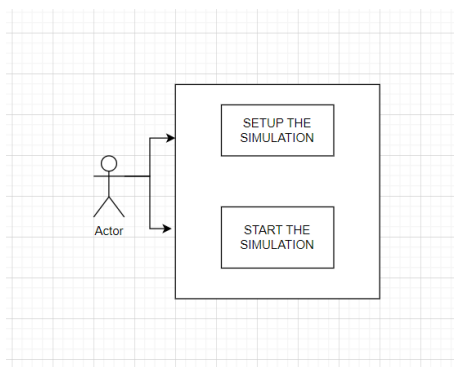 SETUP THE
SIMULATION
Actor
START THE
SIMULATION